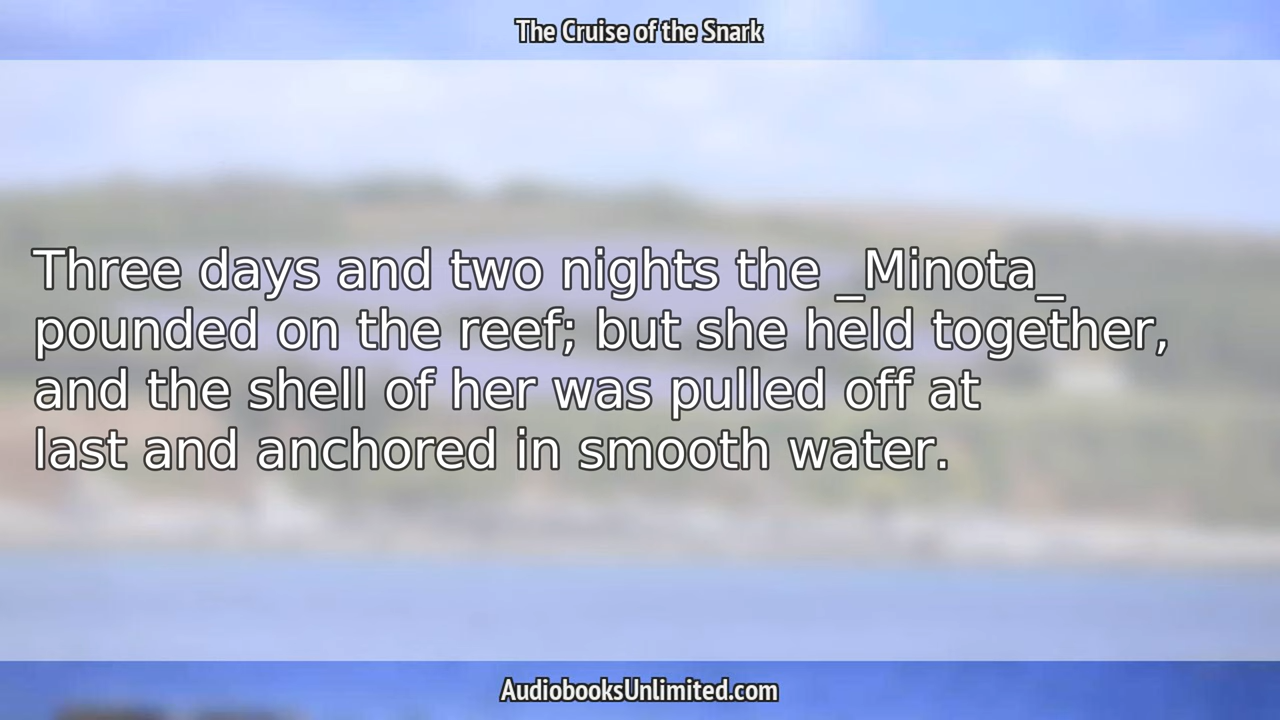 The Cruise of the Snark
Three days and two nights the _Minota_
pounded on the reef; but she held together,
and the shell of her was pulled off at
last and anchored in smooth water.
AudiobooksUnlimited.com